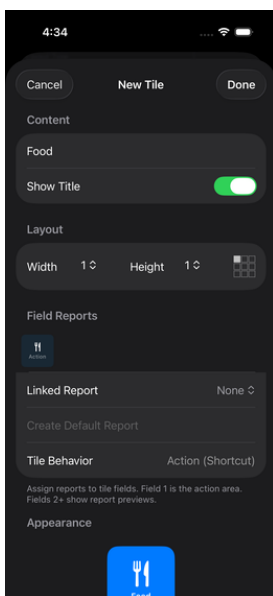 4:34
Cancel New Tile Done
Content
Food
Show Title
Layout
Width 1 Height 1
Field Reports
Action
Linked Report None
Create Default Report
Tile Behavior Action (Shortcut)
Assign reports to tile fields. Field 1 is the action area.
Fields 2+ show report previews.
Appearance
Food